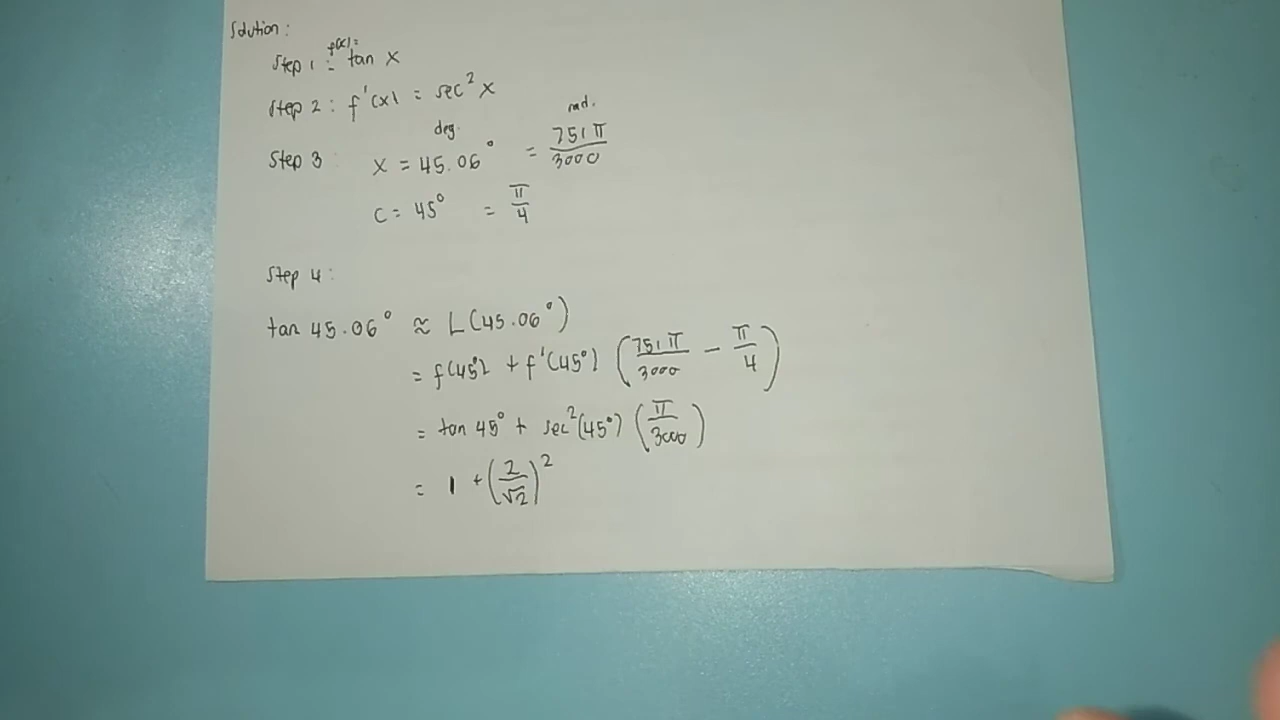 Solution:
Step 1 : f(x) = tan x
Step 2 : f'(x) = sec² x
deg. rad.
Step 3 x = 45.06° = 751π/3000
c = 45° = π/4
Step 4 :
tan 45.06° ≈ L(45.06°)
= f(45°) + f'(45°) (751π/3000 − π/4)
= tan 45° + sec²(45°) (π/3000)
= 1 + (2/√2)²